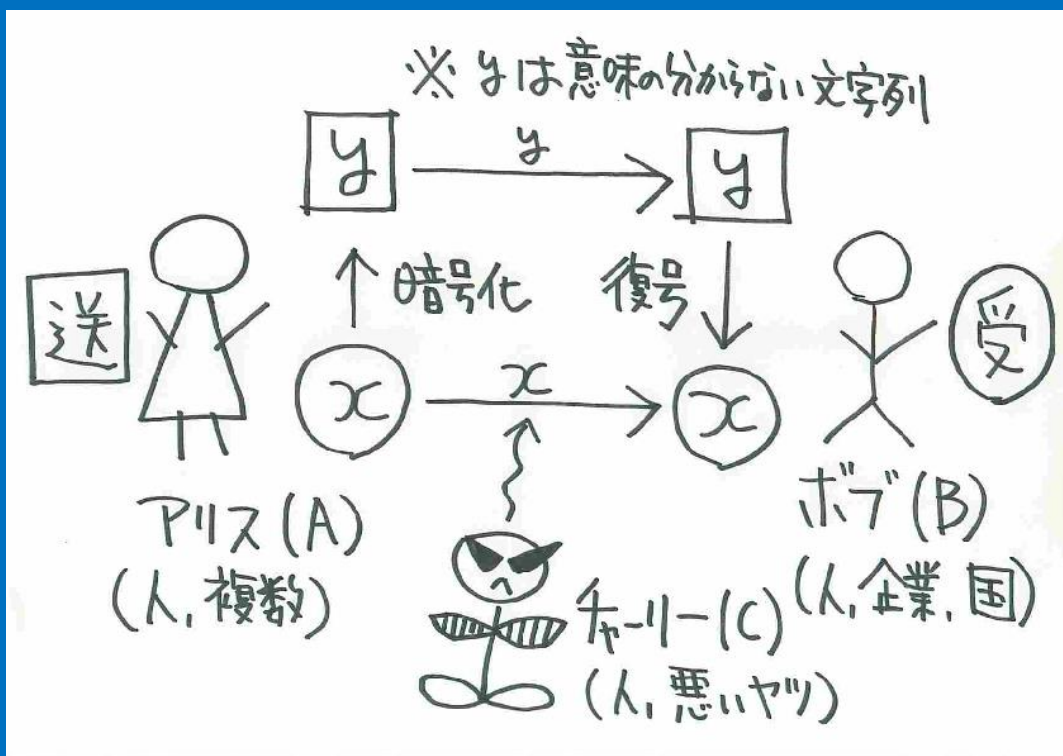 ※ yは意味の分からない文字列
y
y
y
送
暗号化
復号
受
x
x
x
アリス(A)
(人, 複数)
ボブ(B)
(人, 企業, 国)
チャーリー(C)
(人, 悪いヤツ)